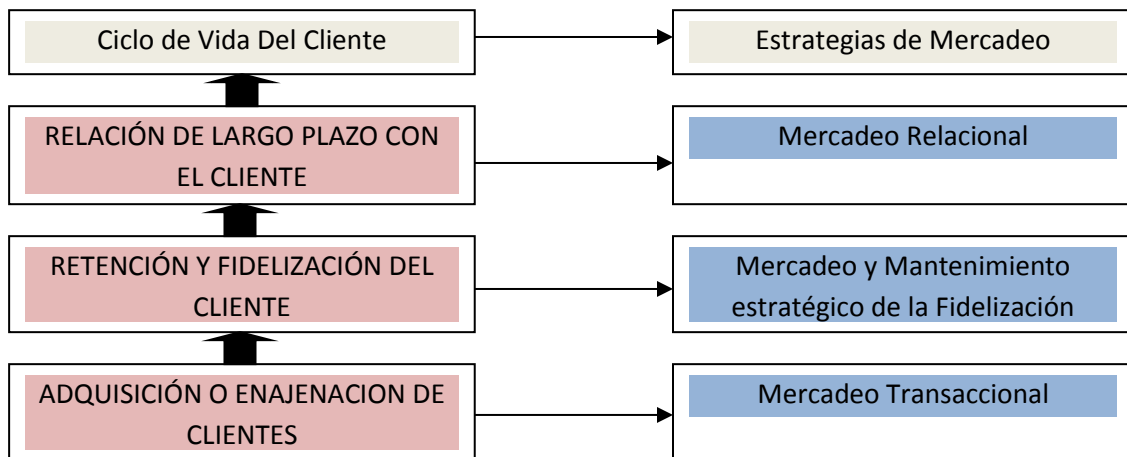 Ciclo de Vida Del Cliente
Estrategias de Mercadeo
RELACIÓN DE LARGO PLAZO CON
EL CLIENTE
Mercadeo Relacional
RETENCIÓN Y FIDELIZACIÓN DEL
CLIENTE
Mercadeo y Mantenimiento
estratégico de la Fidelización
ADQUISICIÓN O ENAJENACION DE
CLIENTES
Mercadeo Transaccional